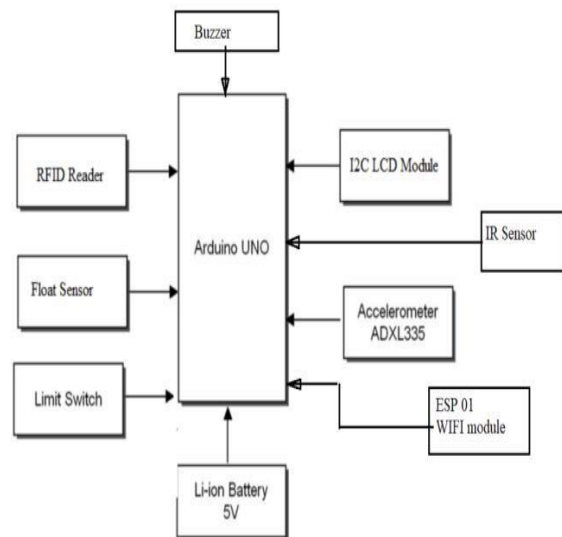 Buzzer
RFID Reader
I2C LCD Module
Arduino UNO
IR Sensor
Float Sensor
Accelerometer
ADXL335
Limit Switch
ESP 01
WIFI module
Li-ion Battery
5V